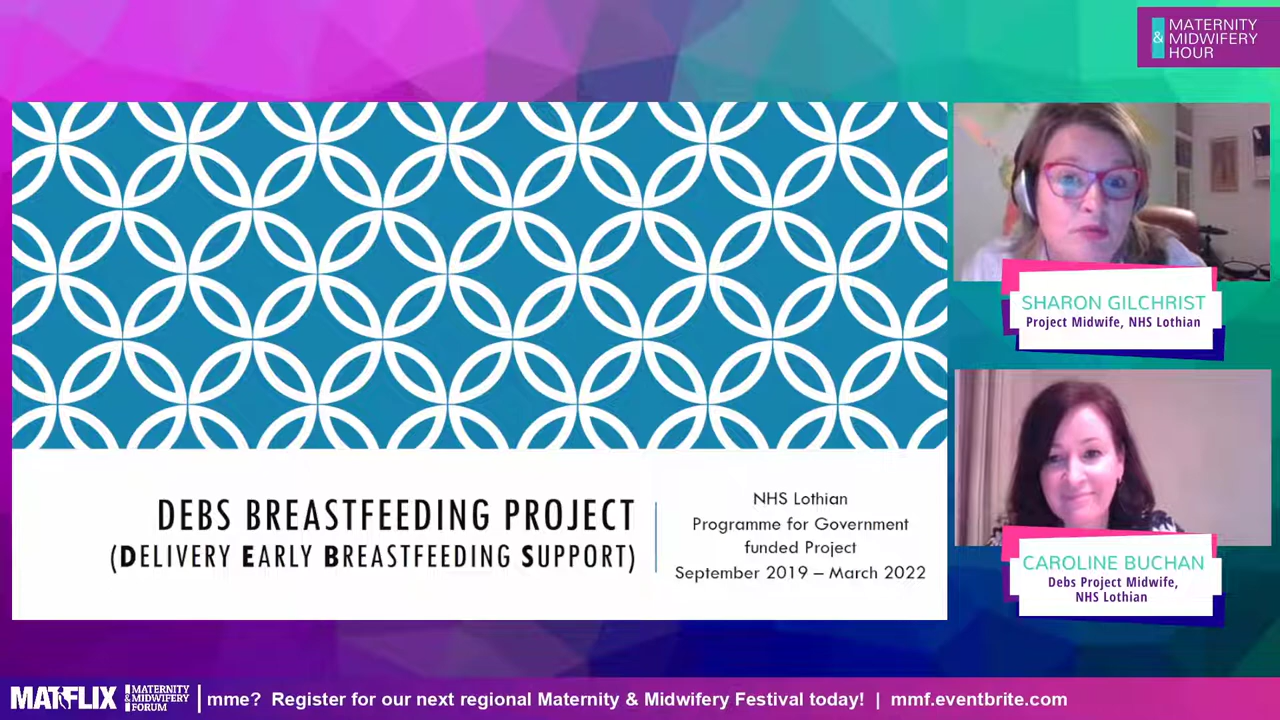 MATERNITY
& MIDWIFERY
HOUR
DEBS BREASTFEEDING PROJECT
(DELIVERY EARLY BREASTFEEDING SUPPORT)
NHS Lothian
Programme for Government
funded Project
September 2019 – March 2022
SHARON GILCHRIST
Project Midwife, NHS Lothian
CAROLINE BUCHAN
Debs Project Midwife,
NHS Lothian
MATFLIX
MATERNITY
& MIDWIFERY
FORUM
mme? Register for our next regional Maternity & Midwifery Festival today! | mmf.eventbrite.com